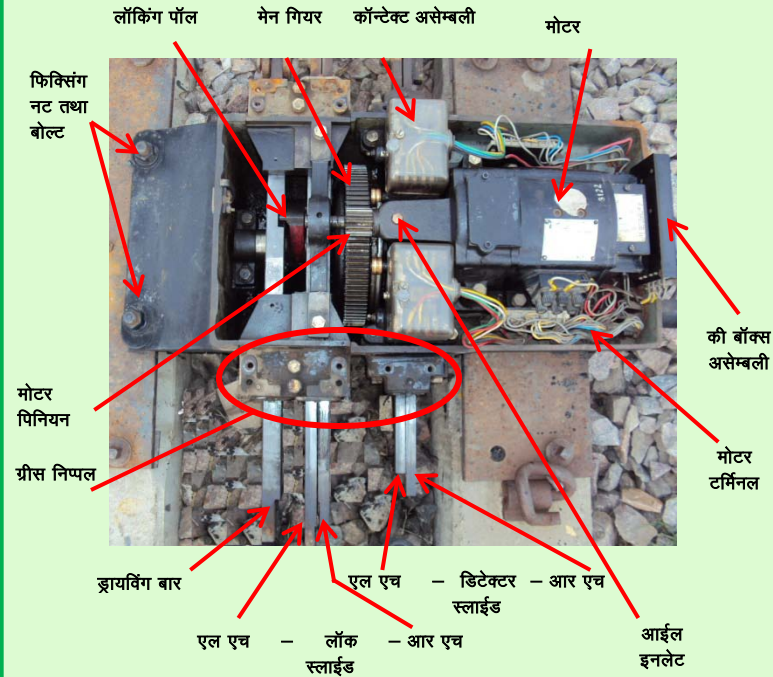 लॉकिंग पॉल
मेन गियर
कॉन्टेक्ट असेम्बली
मोटर
फिक्सिंग
नट तथा
बोल्ट
की बॉक्स
असेम्बली
मोटर
पिनियन
ग्रीस निप्पल
मोटर
टर्मिनल
ड्रायविंग बार
एल एच – डिटेक्टर – आर एच
स्लाईड
एल एच – लॉक – आर एच
स्लाईड
आईल
इनलेट